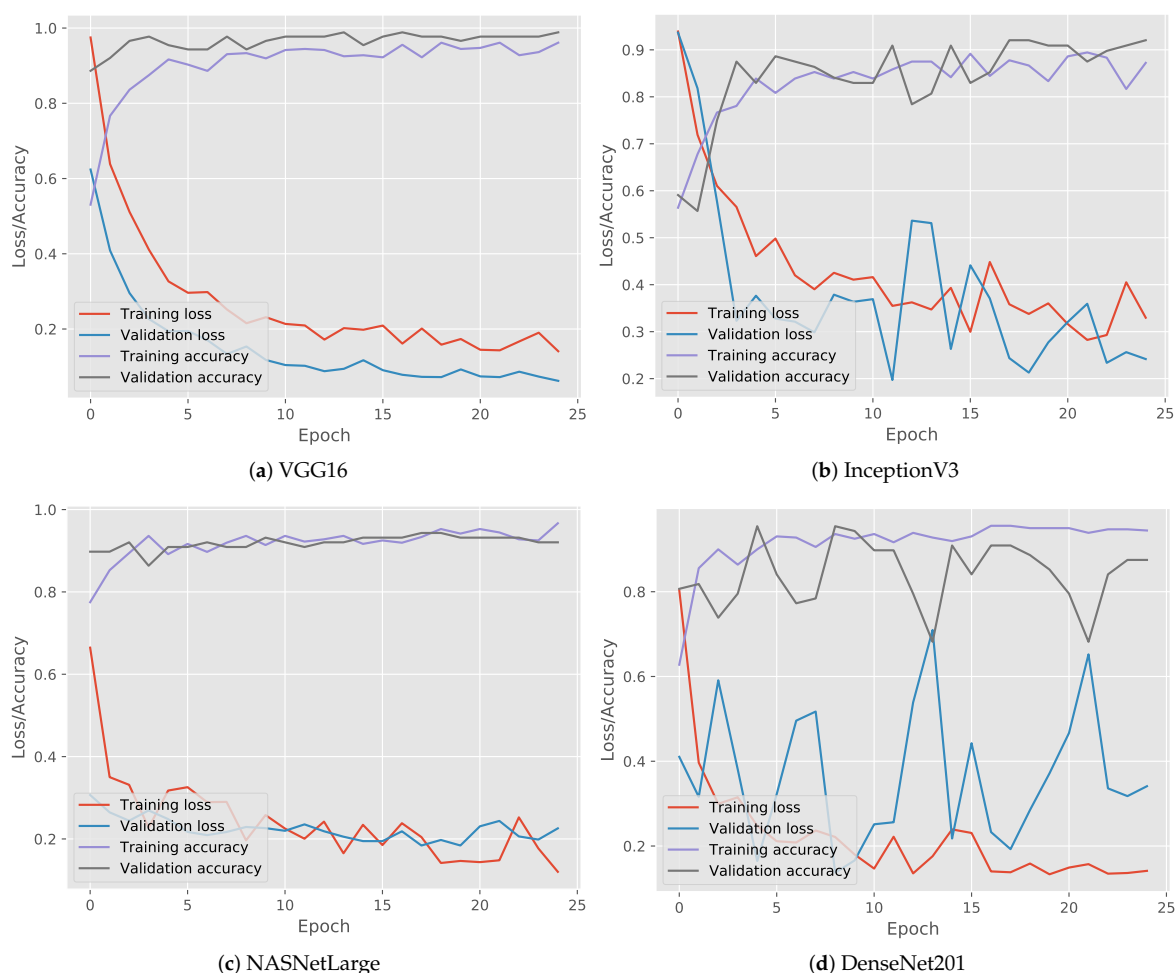 1.0
0.8
0.6
0.4
0.2
Loss/Accuracy
Training loss
Validation loss
Training accuracy
Validation accuracy
0 5 10 15 20 25
Epoch
(a) VGG16
0.9
0.8
0.7
0.6
0.5
0.4
0.3
0.2
Loss/Accuracy
Training loss
Validation loss
Training accuracy
Validation accuracy
0 5 10 15 20 25
Epoch
(b) InceptionV3
1.0
0.8
0.6
0.4
0.2
Loss/Accuracy
Training loss
Validation loss
Training accuracy
Validation accuracy
0 5 10 15 20 25
Epoch
(c) NASNetLarge
0.8
0.6
0.4
0.2
Loss/Accuracy
Training loss
Validation loss
Training accuracy
Validation accuracy
0 5 10 15 20 25
Epoch
(d) DenseNet201